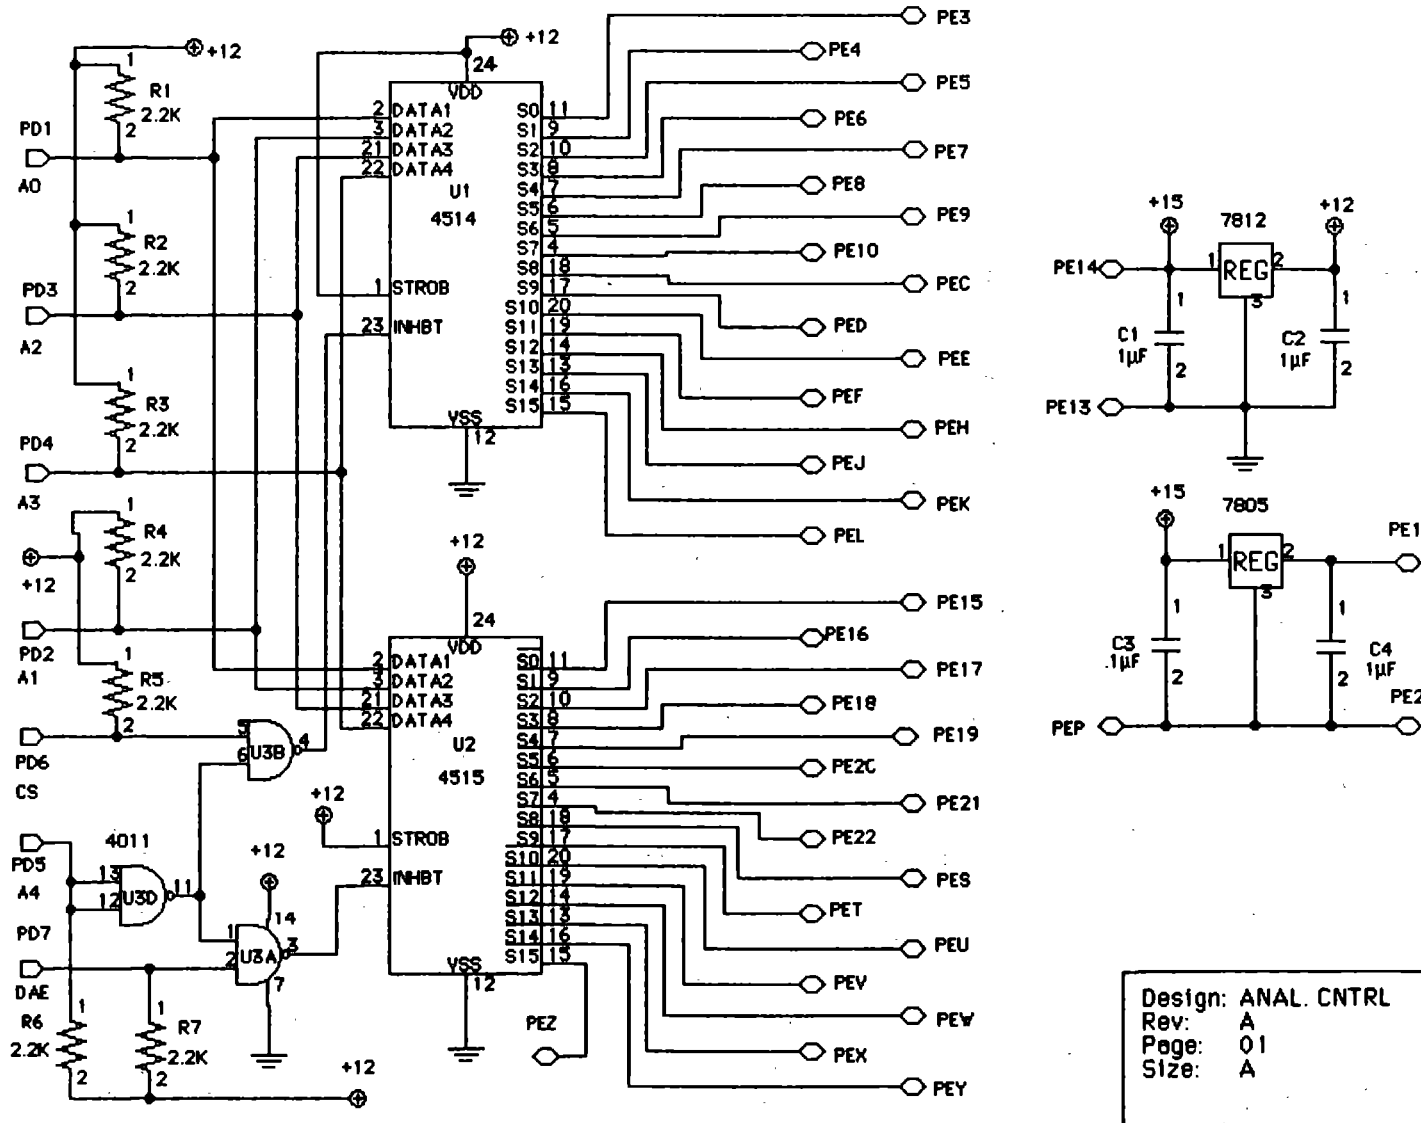 +12
1
R1
2.2K
2
PD1
A0
1
R2
2.2K
2
PD3
A2
1
R3
2.2K
2
PD4
A3
1
R4
2.2K
2
+12
PD2
A1
1
R5
2.2K
2
PD6
CS
5
6
U3B
4
PD5
A4
4011
13
12
U3D
11
PD7
DAE
+12
14
1
2
U3A
3
7
R6
2.2K
1
2
R7
2.2K
1
2
+12
+12
24
VDD
2 DATA1
3 DATA2
21 DATA3
22 DATA4
U1
4514
1 STROB
23 INHBT
VSS
12
S0 11
S1 9
S2 10
S3 8
S4 7
S5 6
S6 5
S7 4
S8 18
S9 17
S10 20
S11 19
S12 14
S13 13
S14 16
S15 15
PE3
PE4
PE5
PE6
PE7
PE8
PE9
PE10
PEC
PED
PEE
PEF
PEH
PEJ
PEK
PEL
+12
24
VDD
2 DATA1
3 DATA2
21 DATA3
22 DATA4
U2
4515
+12
1 STROB
23 INHBT
VSS
12
S0 11
S1 9
S2 10
S3 8
S4 7
S5 6
S6 5
S7 4
S8 18
S9 17
S10 20
S11 19
S12 14
S13 13
S14 16
S15 15
PE15
PE16
PE17
PE18
PE19
PE2C
PE21
PE22
PES
PET
PEU
PEV
PEW
PEX
PEY
PEZ
+15
7812
+12
PE14
1
REG
2
3
1
C1
1µF
2
1
C2
1µF
2
PE13
+15
7805
PE1
1
REG
2
3
1
C3
.1µF
2
1
C4
1µF
2
PEP
PE2
Design: ANAL. CNTRL
Rev: A
Page: 01
Size: A